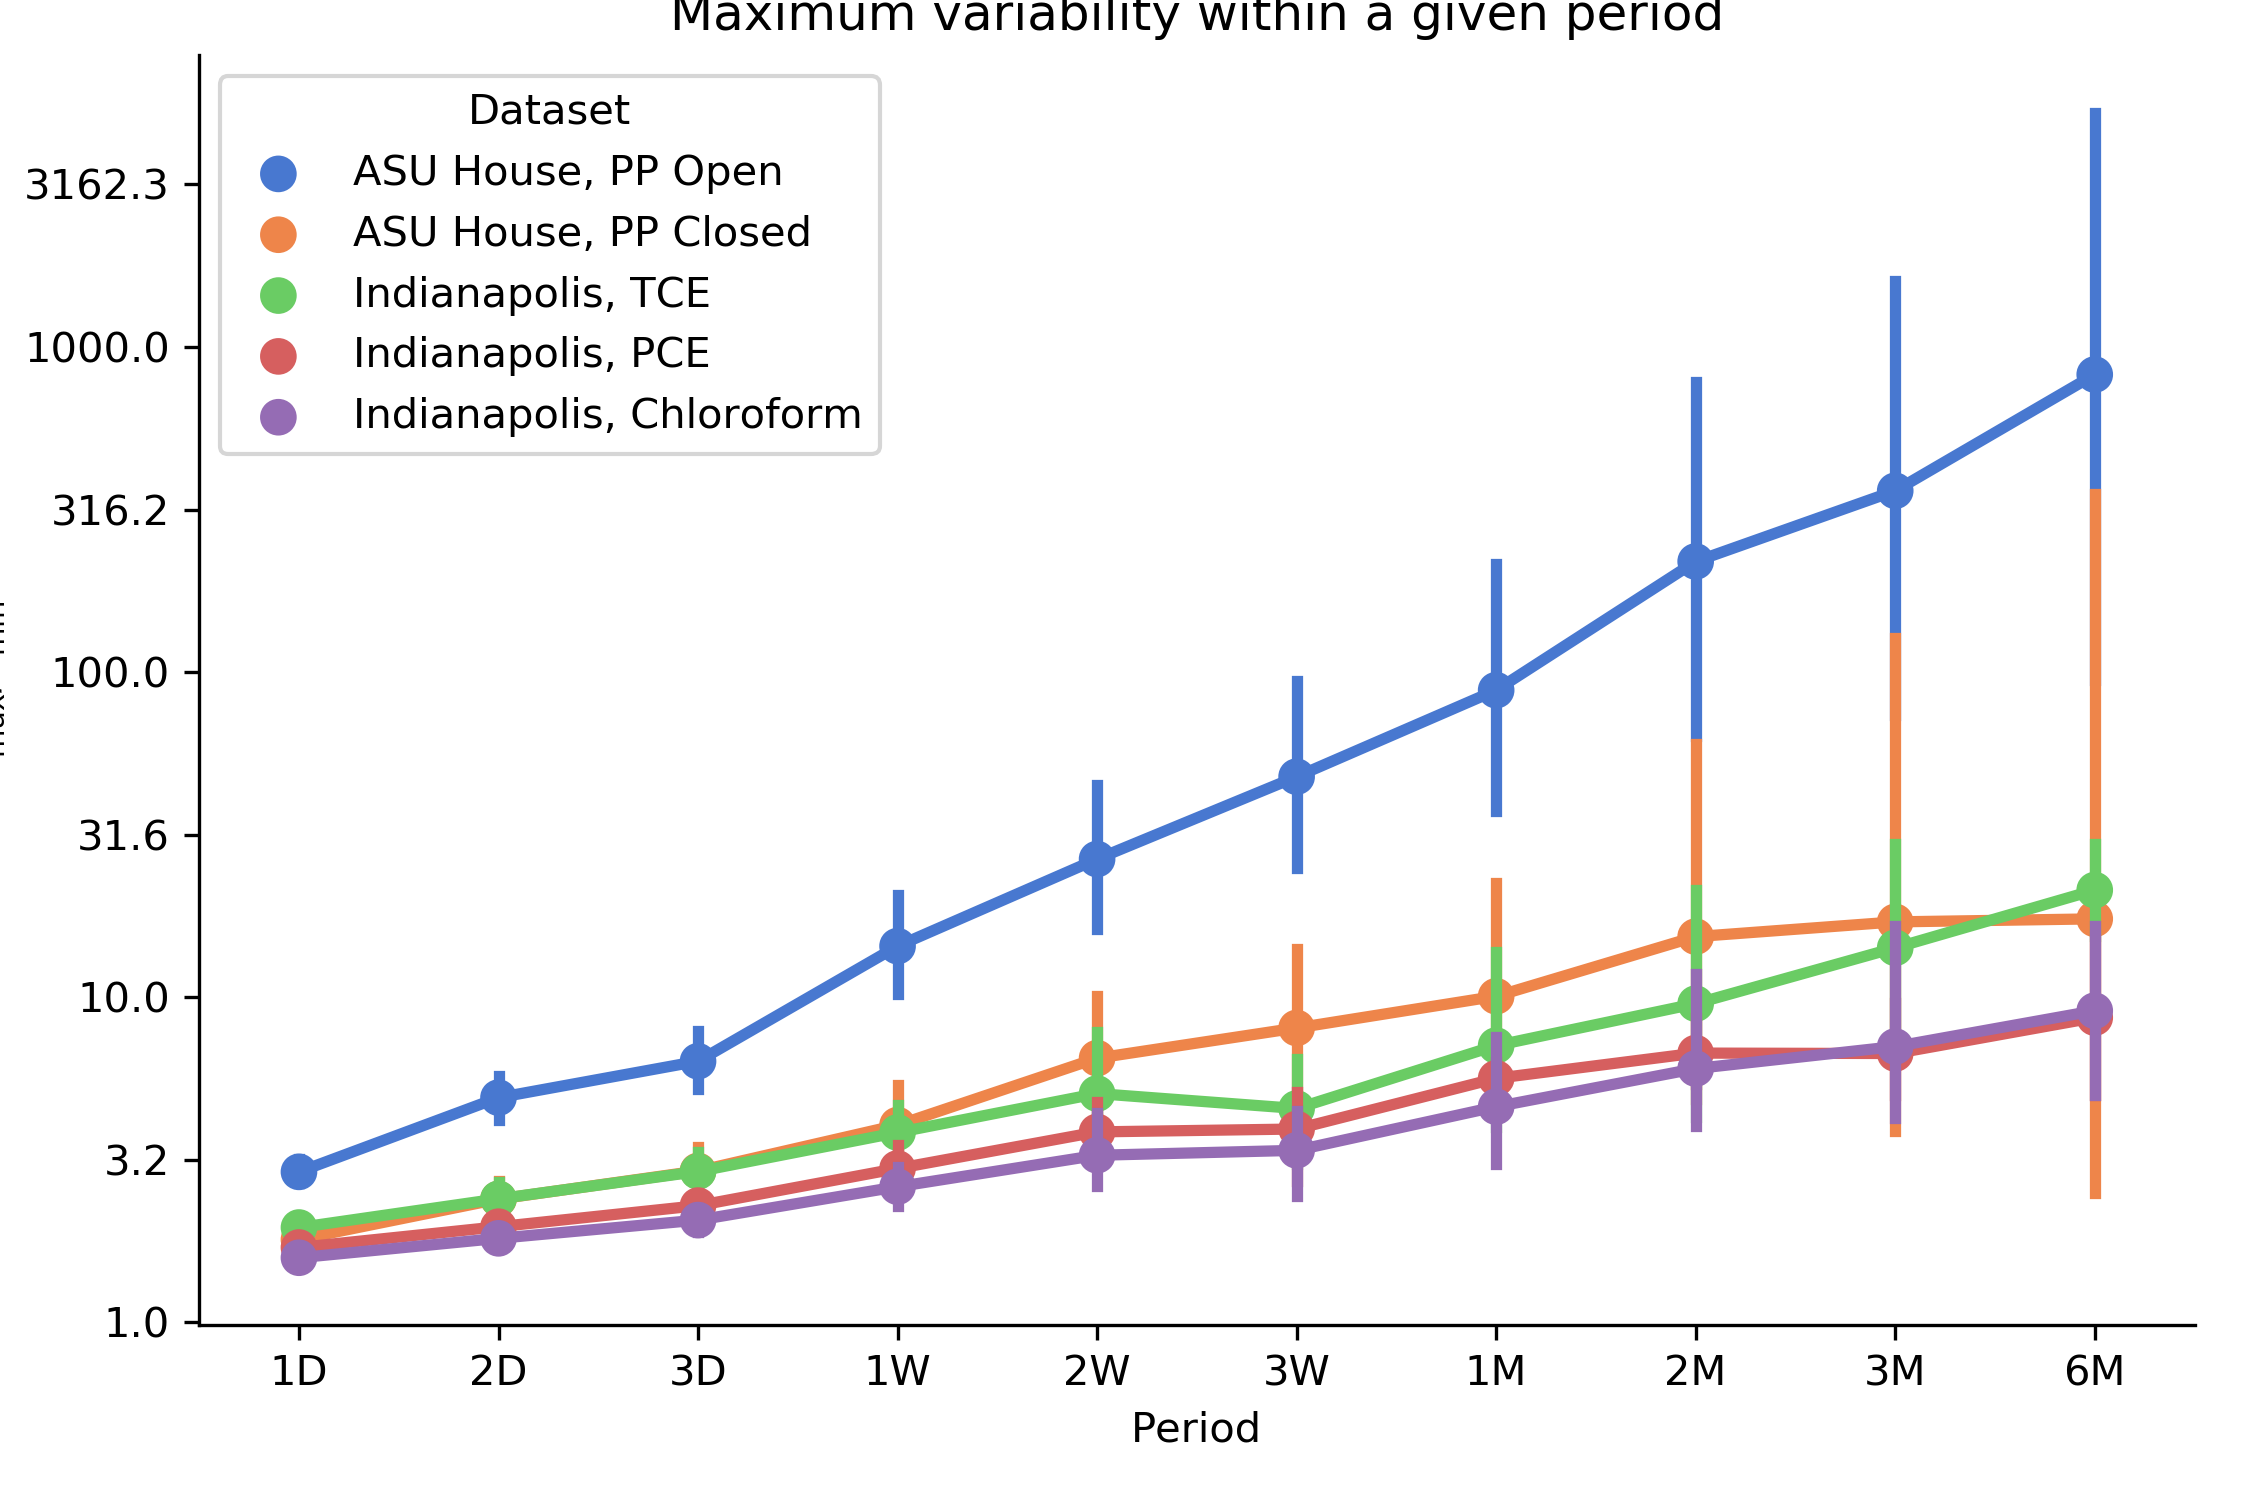 Maximum variability within a given period
Dataset
ASU House, PP Open
ASU House, PP Closed
Indianapolis, TCE
Indianapolis, PCE
Indianapolis, Chloroform
3162.3
1000.0
316.2
100.0
31.6
10.0
3.2
1.0
1D 2D 3D 1W 2W 3W 1M 2M 3M 6M
Period